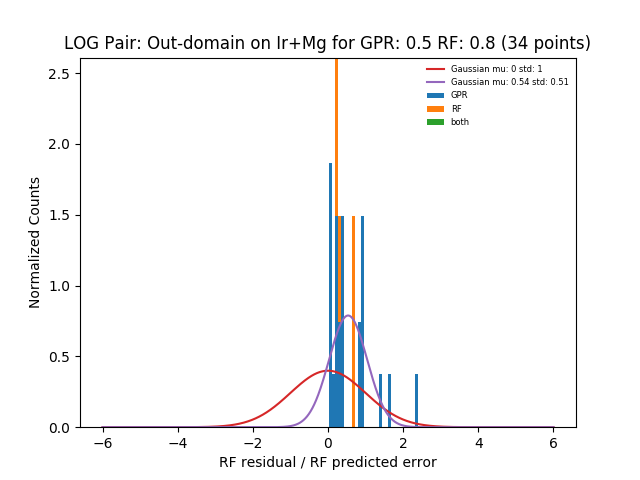 LOG Pair: Out-domain on Ir+Mg for GPR: 0.5 RF: 0.8 (34 points)
Gaussian mu: 0 std: 1
Gaussian mu: 0.54 std: 0.51
GPR
RF
both
Normalized Counts
2.5
2.0
1.5
1.0
0.5
0.0
−6 −4 −2 0 2 4 6
RF residual / RF predicted error